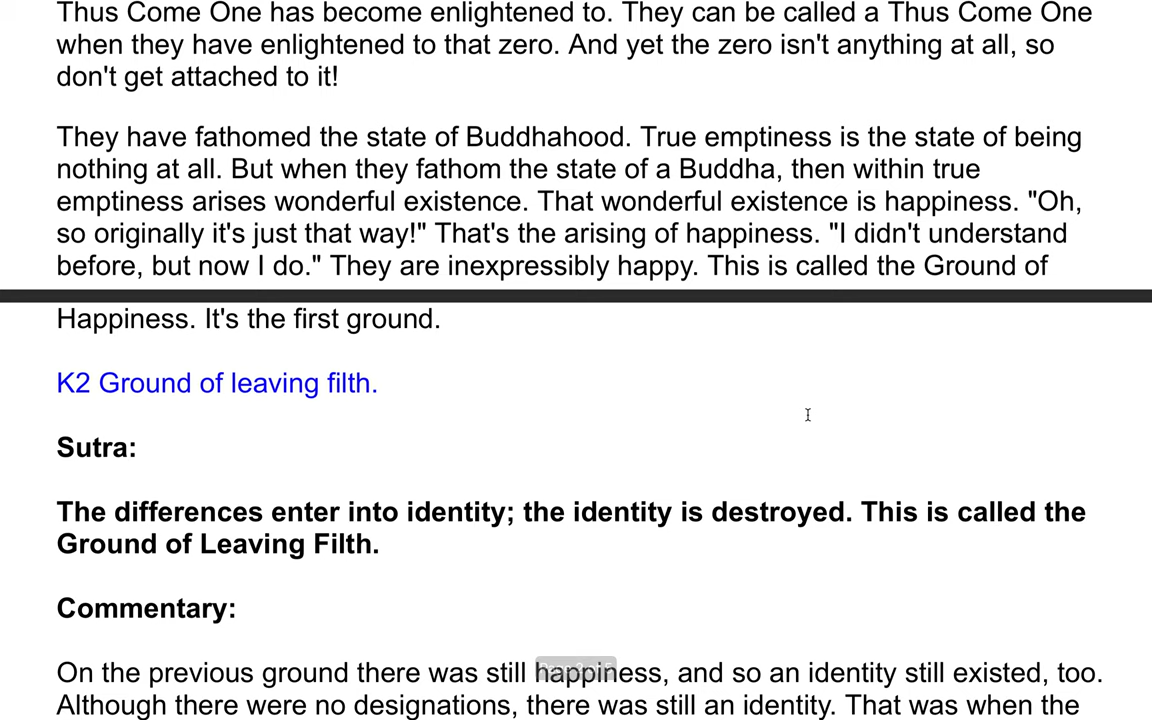 Thus Come One has become enlightened to. They can be called a Thus Come One
when they have enlightened to that zero. And yet the zero isn't anything at all, so
don't get attached to it!
They have fathomed the state of Buddhahood. True emptiness is the state of being
nothing at all. But when they fathom the state of a Buddha, then within true
emptiness arises wonderful existence. That wonderful existence is happiness. "Oh,
so originally it's just that way!" That's the arising of happiness. "I didn't understand
before, but now I do." They are inexpressibly happy. This is called the Ground of
Happiness. It's the first ground.
K2 Ground of leaving filth.
Sutra:
The differences enter into identity; the identity is destroyed. This is called the
Ground of Leaving Filth.
Commentary:
On the previous ground there was still happiness, and so an identity still existed, too.
Although there were no designations, there was still an identity. That was when the